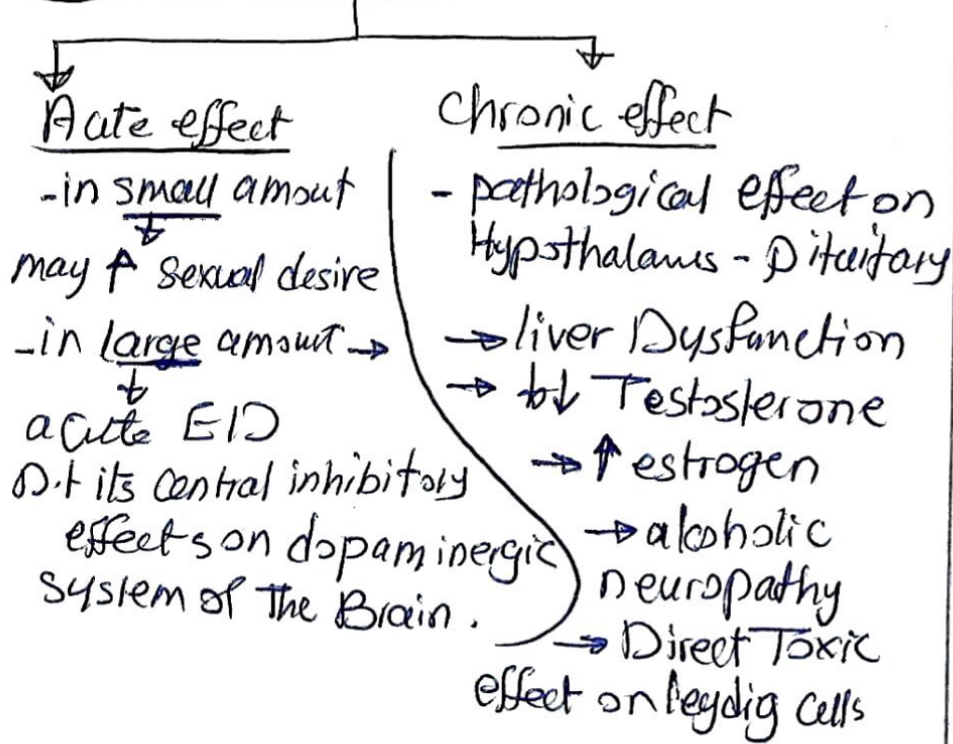 Acute effect
-in small amout
may ↑ sexual desire
-in large amount →
acute E/D
D.t its central inhibitory
effects on dopaminergic
system of The Brain.
Chronic effect
- pathological effect on
Hypothalamus - Pituitary
→ liver Dysfunction
→ ↓ Testosterone
→ ↑ estrogen
→ alcoholic
neuropathy
→ Direct Toxic
effect on leydig cells